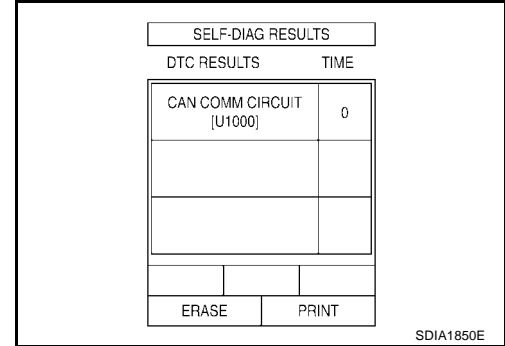 SELF-DIAG RESULTS
DTC RESULTS TIME
CAN COMM CIRCUIT 0
[U1000]
ERASE PRINT
SDIA1850E